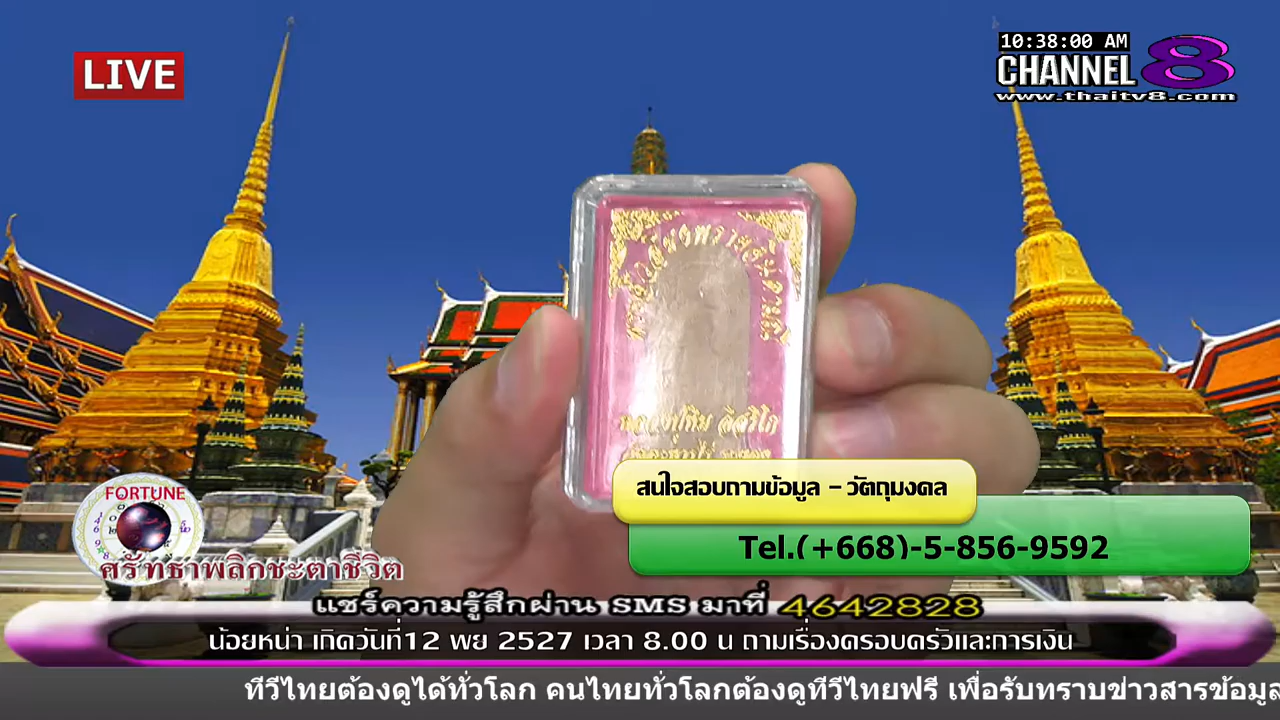 LIVE
10:38:00 AM
CHANNEL 8
www.thaitv8.com
FORTUNE
ศรัทธาพลิกชะตาชีวิต
สนใจสอบถามข้อมูล - วัตถุมงคล
Tel.(+668)-5-856-9592
แชร์ความรู้สึกผ่าน SMS มาที่ 4642828
น้อยหน่า เกิดวันที่12 พย 2527 เวลา 8.00 น ถามเรื่องครอบครัวและการเงิน
ทีวีไทยต้องดูได้ทั่วโลก คนไทยทั่วโลกต้องดูทีวีไทยฟรี เพื่อรับทราบข่าวสารข้อมูล